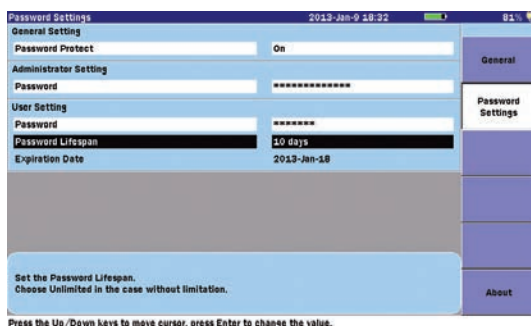 Password Settings 2013-Jan-9 18:32 81%
General Setting
Password Protect On
General
Administrator Setting
Password *************
Password
Settings
User Setting
Password *******
Password Lifespan 10 days
Expiration Date 2013-Jan-18
Set the Password Lifespan.
Choose Unlimited in the case without limitation.
About
Press the Up/Down keys to move cursor, press Enter to change the value.